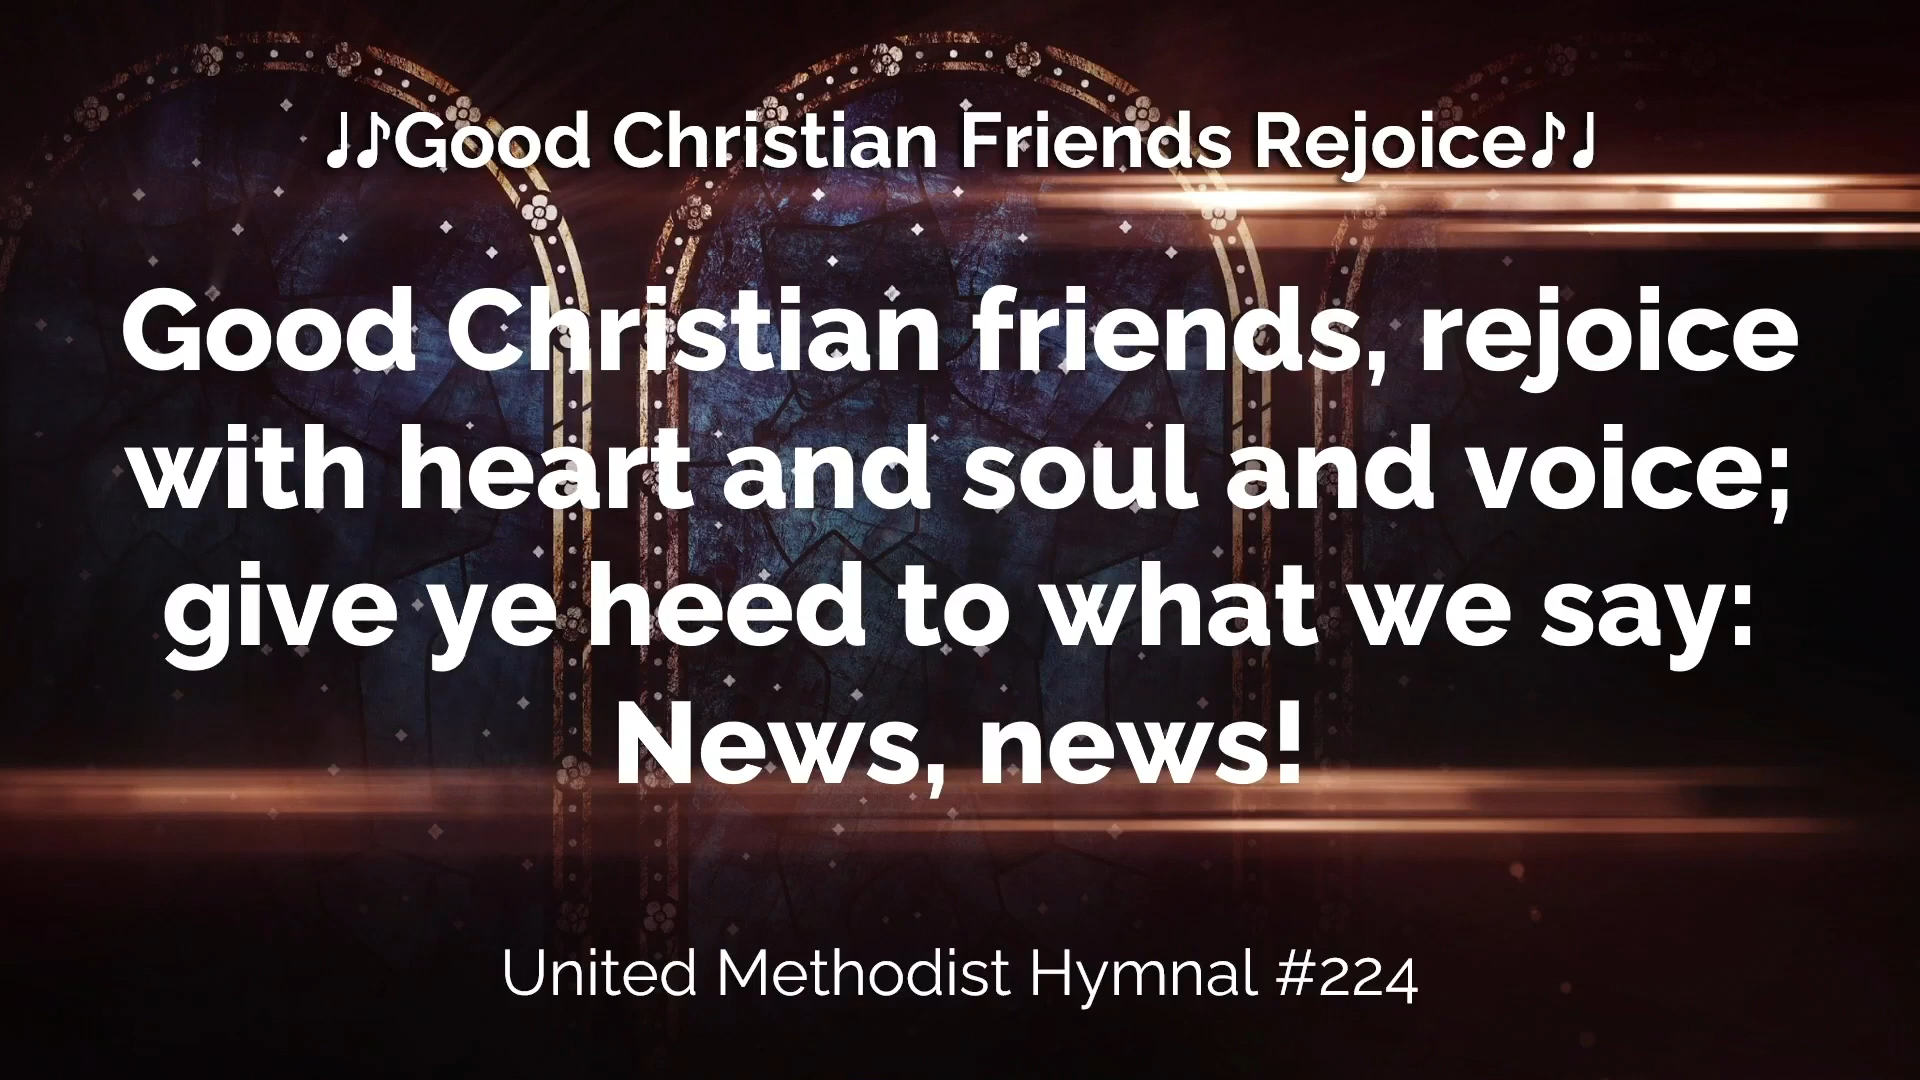 ♩♪Good Christian Friends Rejoice♪♩
Good Christian friends, rejoice
with heart and soul and voice;
give ye heed to what we say:
News, news!
United Methodist Hymnal #224